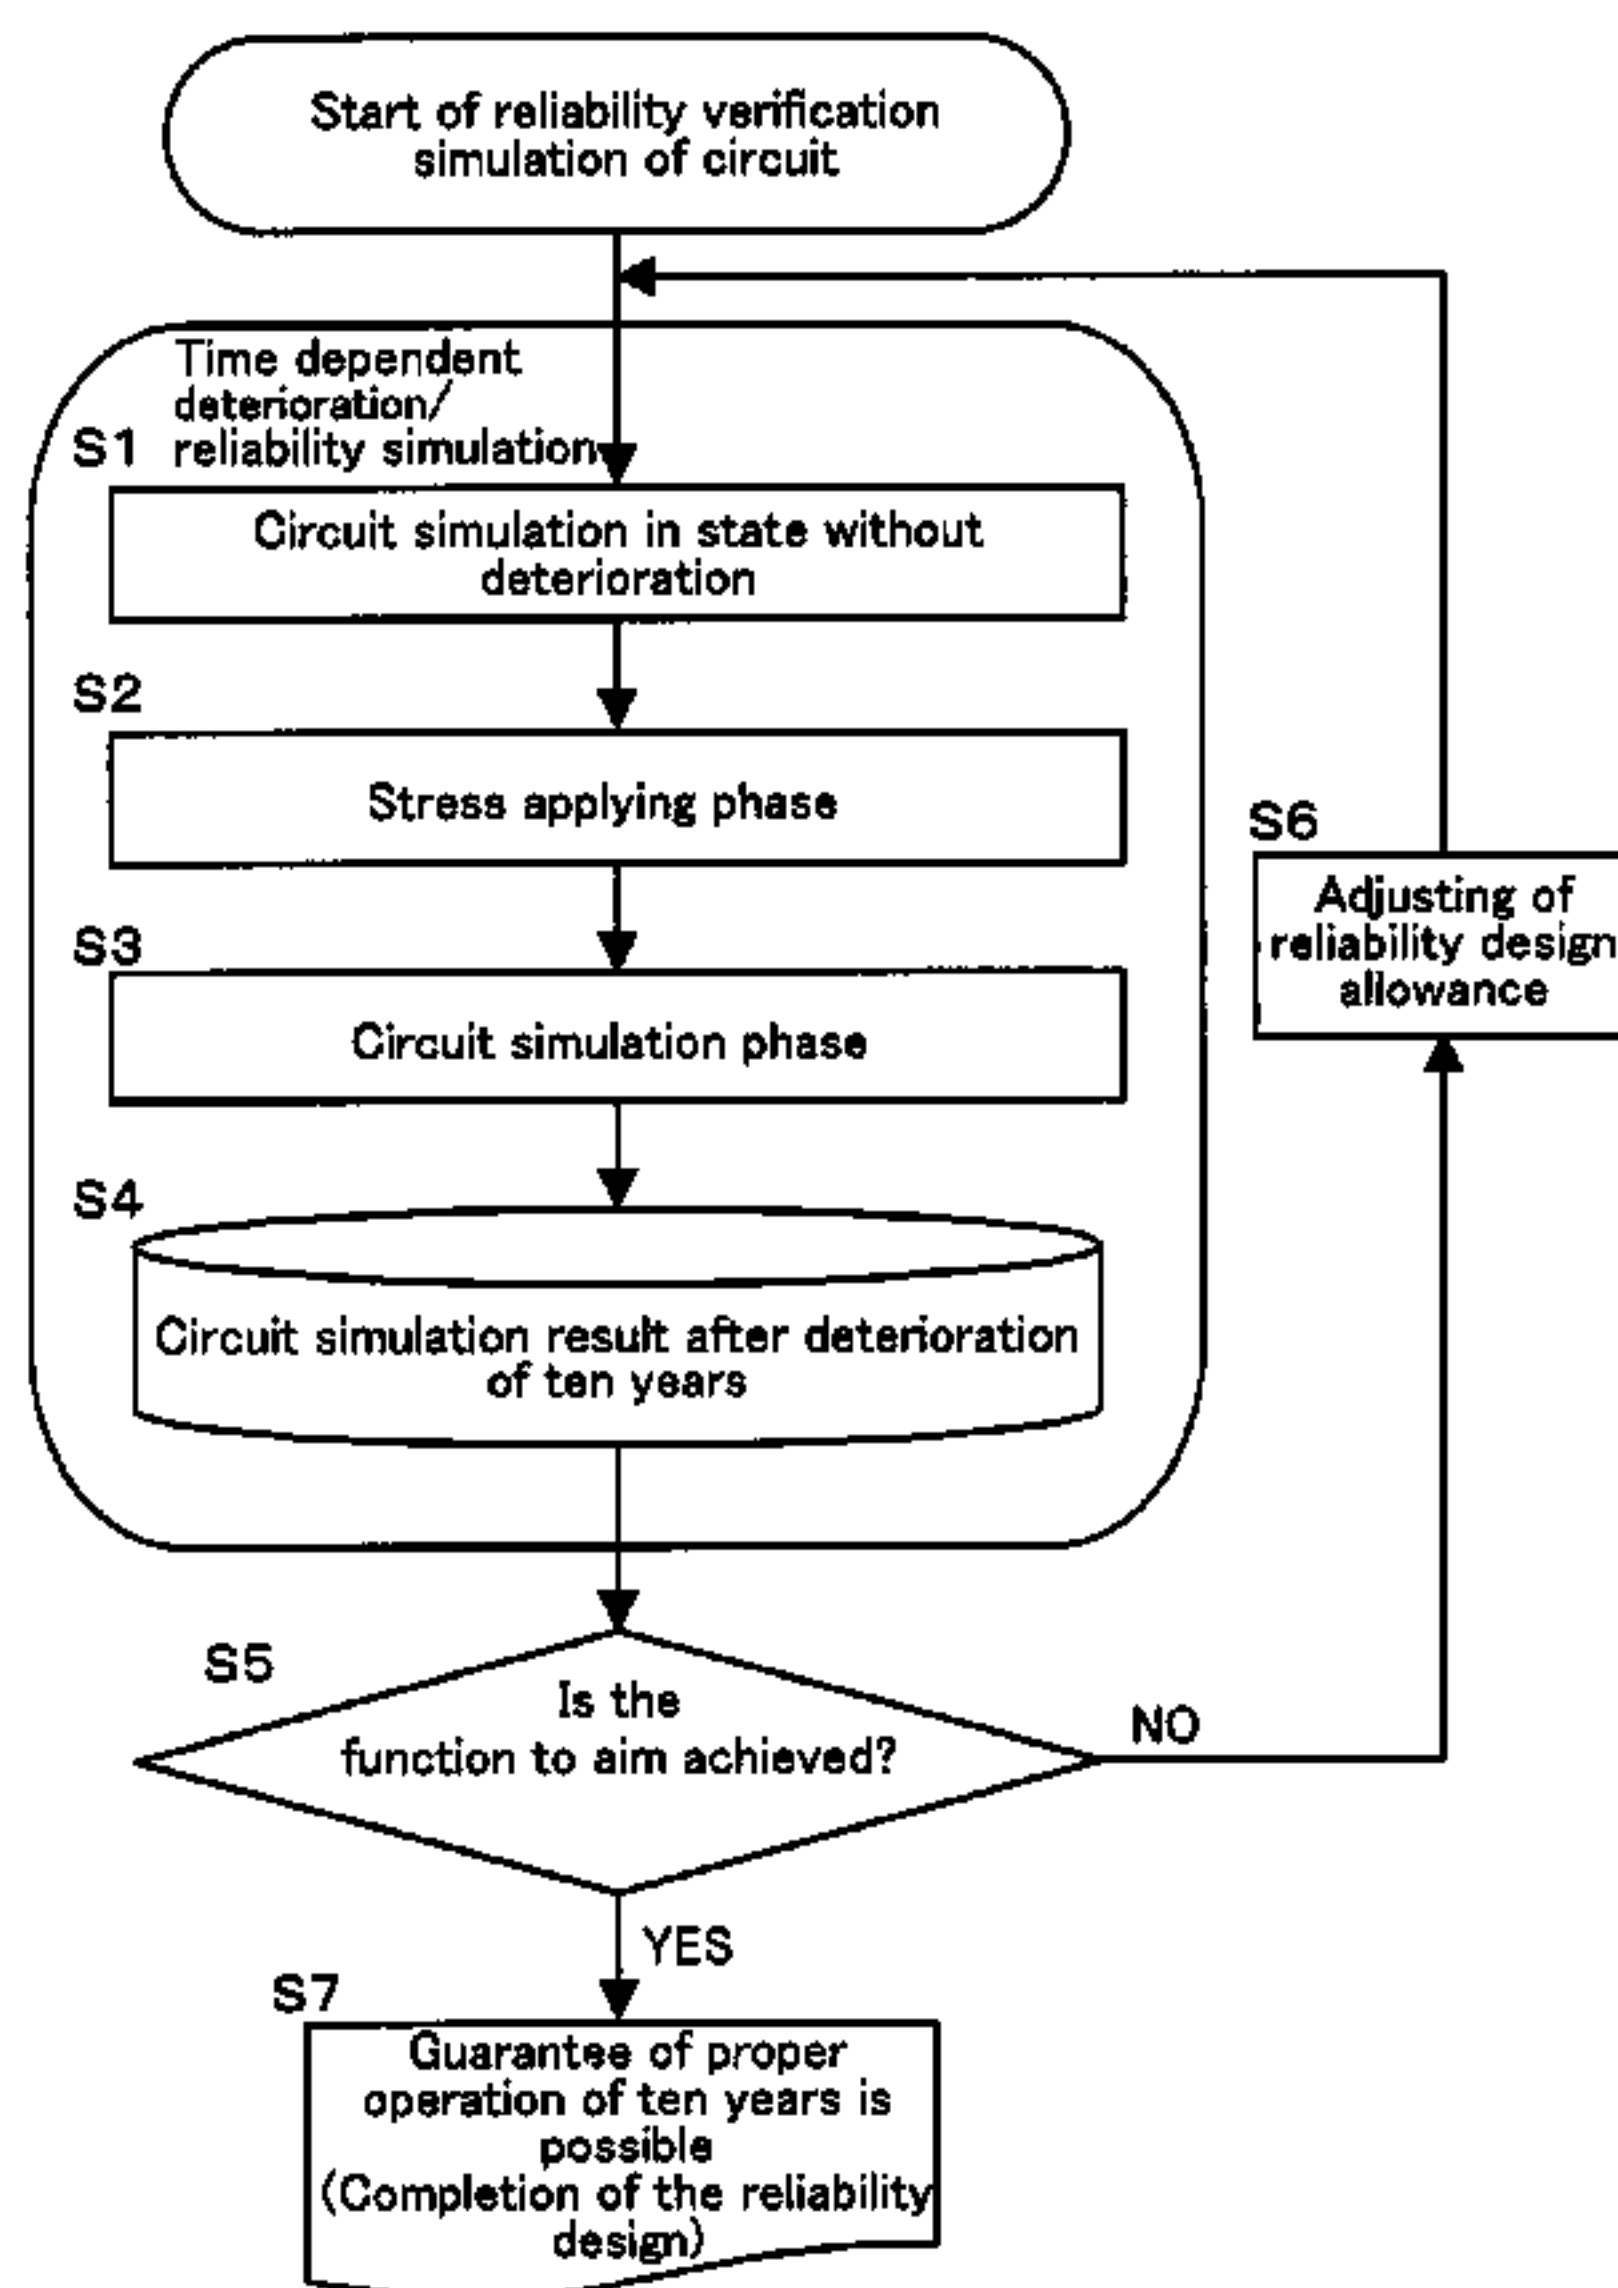 Start of reliability verification
simulation of circuit
Time dependent
deterioration/
S1 reliability simulation
Circuit simulation in state without
deterioration
S2
Stress applying phase
S6
Adjusting of
reliability design
allowance
S3
Circuit simulation phase
S4
Circuit simulation result after deterioration
of ten years
S5
Is the
function to aim achieved?
NO
YES
S7
Guarantee of proper
operation of ten years is
possible
(Completion of the reliability
design)